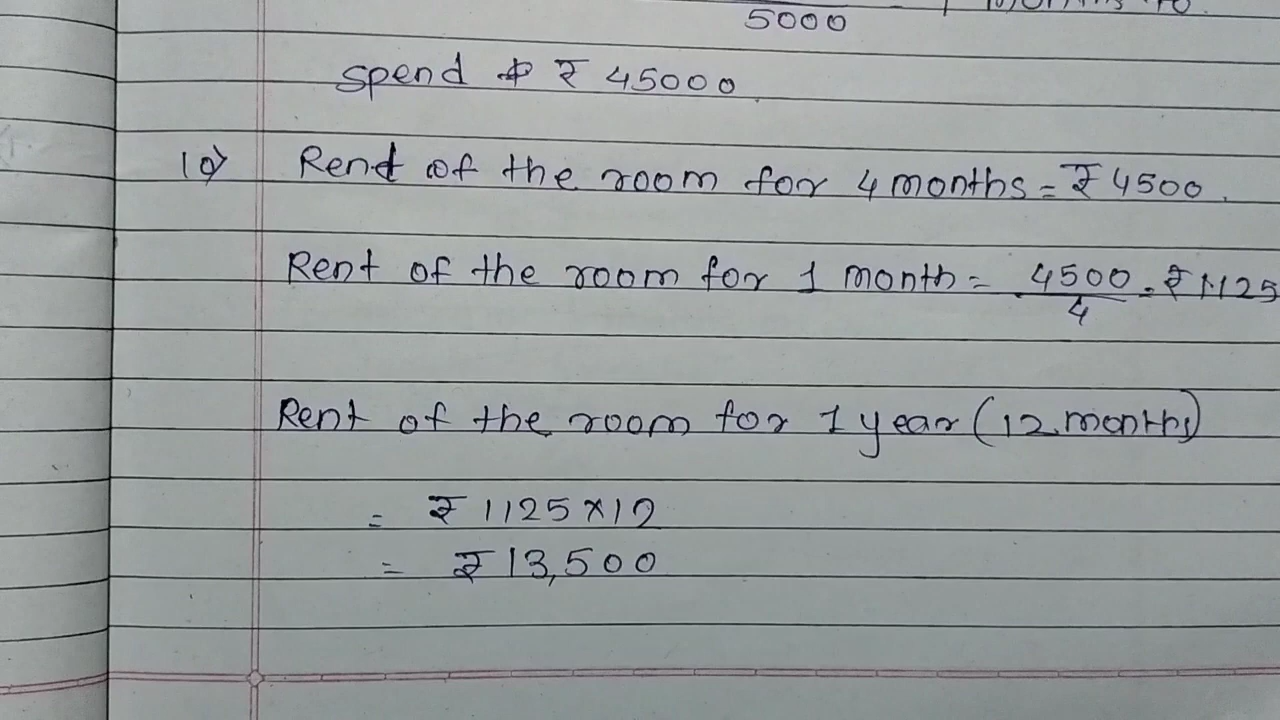 5000
spend ₹ 45000
10) Rent of the room for 4 months = ₹ 4500.
Rent of the room for 1 month = 4500/4 = ₹ 1125
Rent of the room for 1 year (12 months)
= ₹ 1125 × 12
= ₹ 13,500